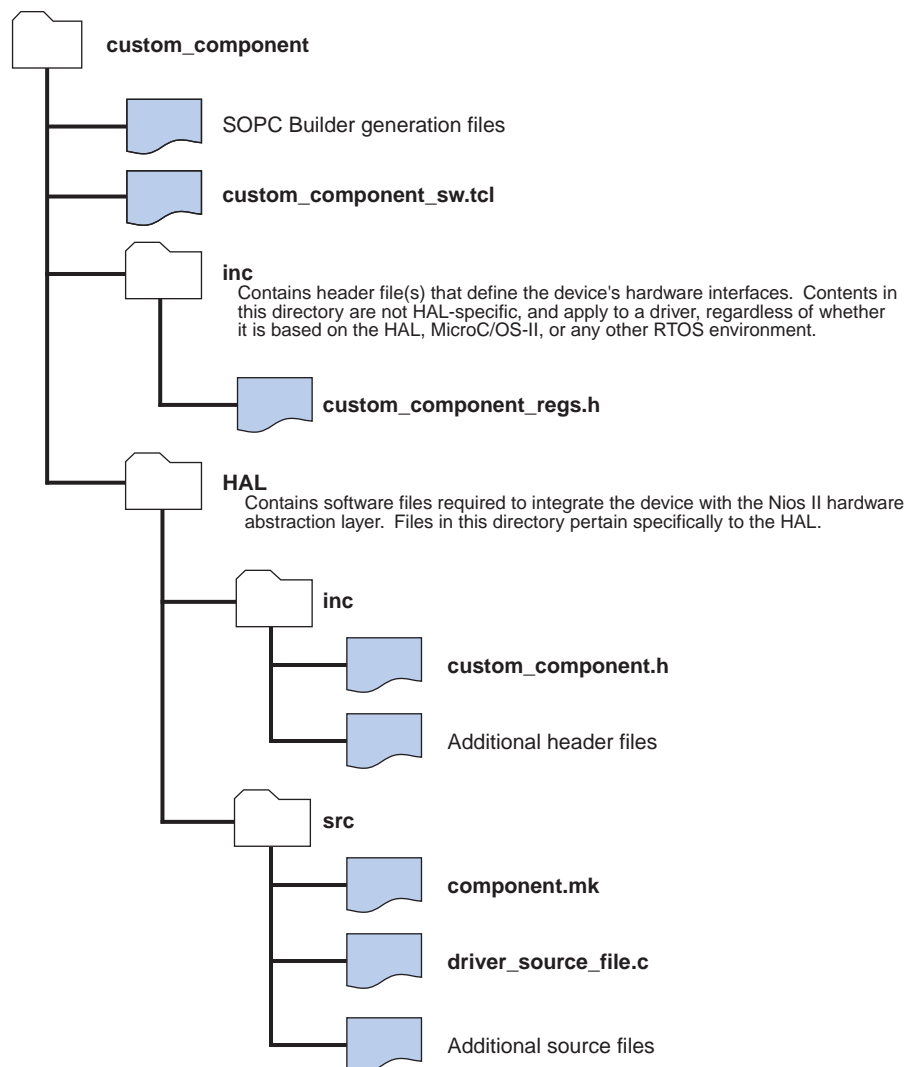 custom_component
SOPC Builder generation files
custom_component_sw.tcl
inc
Contains header file(s) that define the device's hardware interfaces. Contents in
this directory are not HAL-specific, and apply to a driver, regardless of whether
it is based on the HAL, MicroC/OS-II, or any other RTOS environment.
custom_component_regs.h
HAL
Contains software files required to integrate the device with the Nios II hardware
abstraction layer. Files in this directory pertain specifically to the HAL.
inc
custom_component.h
Additional header files
src
component.mk
driver_source_file.c
Additional source files